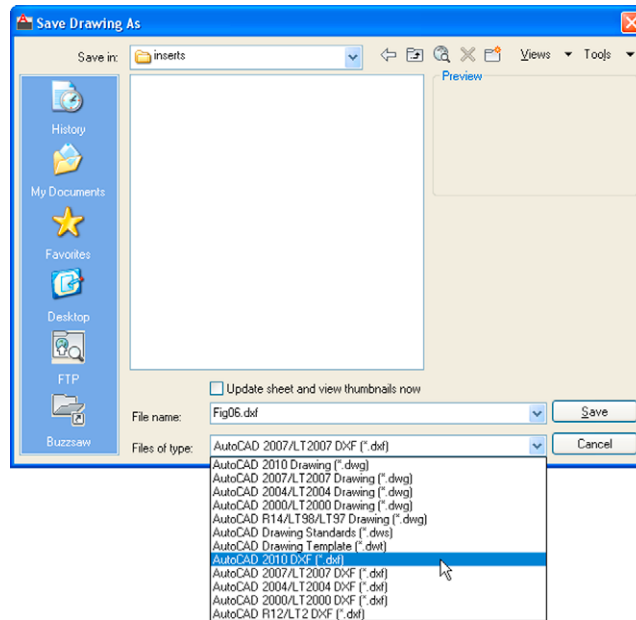 Save Drawing As
Save in: inserts Views Tools
Preview
History
My Documents
Favorites
Desktop
FTP
Buzzsaw
Update sheet and view thumbnails now
File name: Fig06.dxf Save
Files of type: AutoCAD 2007/LT2007 DXF (*.dxf) Cancel
AutoCAD 2010 Drawing (*.dwg)
AutoCAD 2007/LT2007 Drawing (*.dwg)
AutoCAD 2004/LT2004 Drawing (*.dwg)
AutoCAD 2000/LT2000 Drawing (*.dwg)
AutoCAD R14/LT98/LT97 Drawing (*.dwg)
AutoCAD Drawing Standards (*.dws)
AutoCAD Drawing Template (*.dwt)
AutoCAD 2010 DXF (*.dxf)
AutoCAD 2007/LT2007 DXF (*.dxf)
AutoCAD 2004/LT2004 DXF (*.dxf)
AutoCAD 2000/LT2000 DXF (*.dxf)
AutoCAD R12/LT2 DXF (*.dxf)